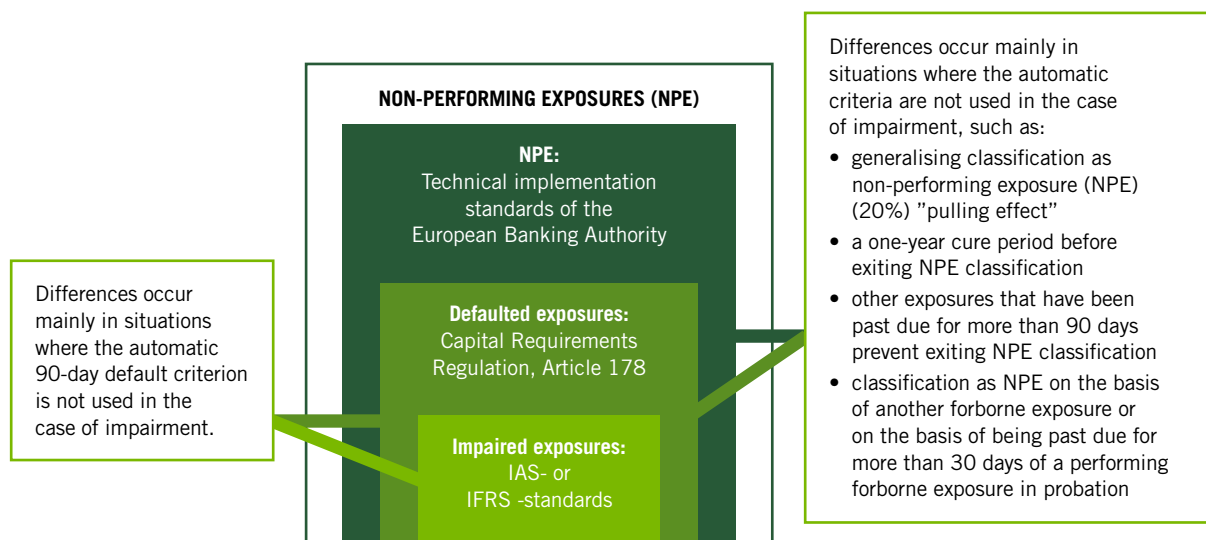 NON-PERFORMING EXPOSURES (NPE)
NPE:
Technical implementation
standards of the
European Banking Authority
Defaulted exposures:
Capital Requirements
Regulation, Article 178
Impaired exposures:
IAS- or
IFRS -standards
Differences occur
mainly in situations
where the automatic
90-day default criterion
is not used in the
case of impairment.
Differences occur mainly in
situations where the automatic
criteria are not used in the case
of impairment, such as:
• generalising classification as
non-performing exposure (NPE)
(20%) ”pulling effect”
• a one-year cure period before
exiting NPE classification
• other exposures that have been
past due for more than 90 days
prevent exiting NPE classification
• classification as NPE on the basis
of another forborne exposure or
on the basis of being past due for
more than 30 days of a performing
forborne exposure in probation